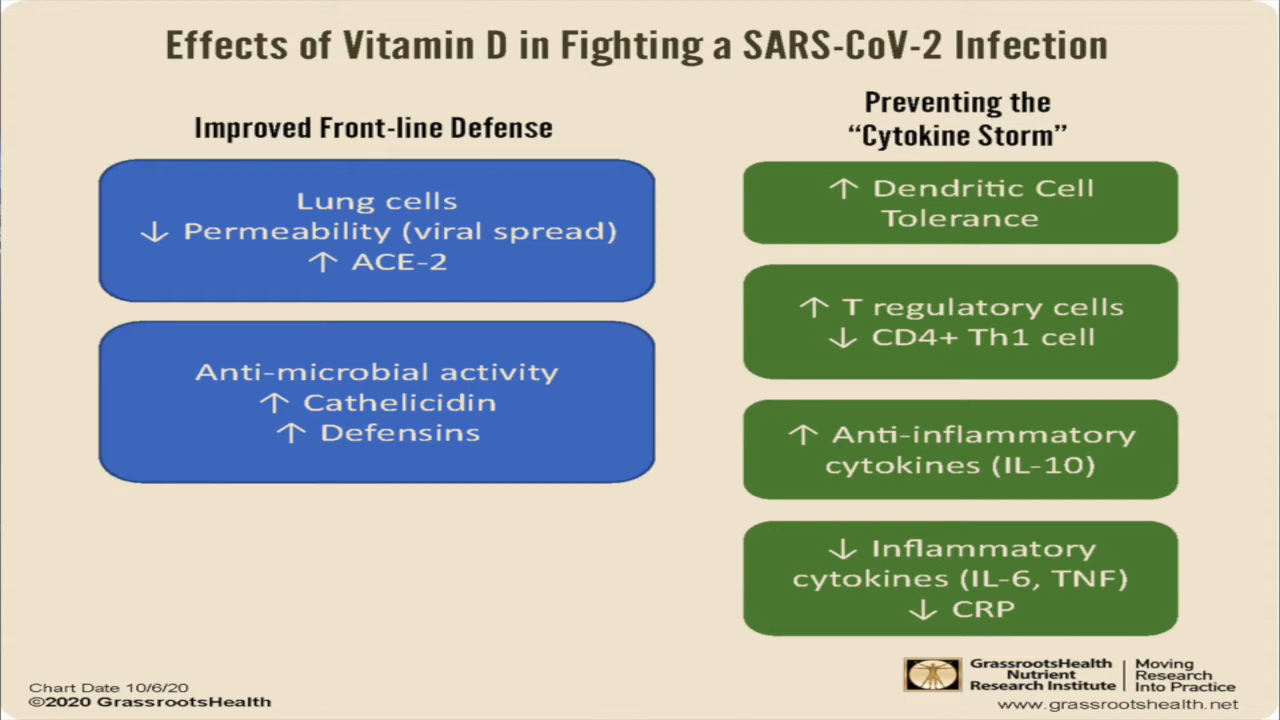 Effects of Vitamin D in Fighting a SARS-CoV-2 Infection
Improved Front-line Defense
Lung cells
↓ Permeability (viral spread)
↑ ACE-2
Anti-microbial activity
↑ Cathelicidin
↑ Defensins
Preventing the
“Cytokine Storm”
↑ Dendritic Cell
Tolerance
↑ T regulatory cells
↓ CD4+ Th1 cell
↑ Anti-inflammatory
cytokines (IL-10)
↓ Inflammatory
cytokines (IL-6, TNF)
↓ CRP
Chart Date 10/6/20
©2020 GrassrootsHealth
GrassrootsHealth
Nutrient
Research Institute
Moving
Research
Into Practice
www.grassrootshealth.net